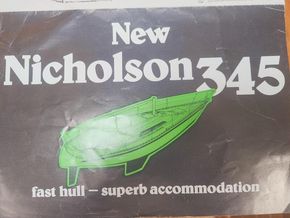 New
Nicholson 345
fast hull – superb accommodation